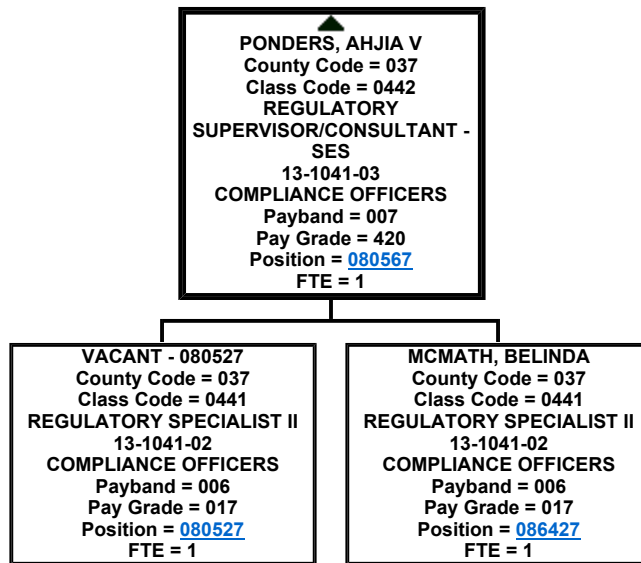 PONDERS, AHJIA V
County Code = 037
Class Code = 0442
REGULATORY
SUPERVISOR/CONSULTANT -
SES
13-1041-03
COMPLIANCE OFFICERS
Payband = 007
Pay Grade = 420
Position = 080567
FTE = 1
VACANT - 080527
County Code = 037
Class Code = 0441
REGULATORY SPECIALIST II
13-1041-02
COMPLIANCE OFFICERS
Payband = 006
Pay Grade = 017
Position = 080527
FTE = 1
MCMATH, BELINDA
County Code = 037
Class Code = 0441
REGULATORY SPECIALIST II
13-1041-02
COMPLIANCE OFFICERS
Payband = 006
Pay Grade = 017
Position = 086427
FTE = 1